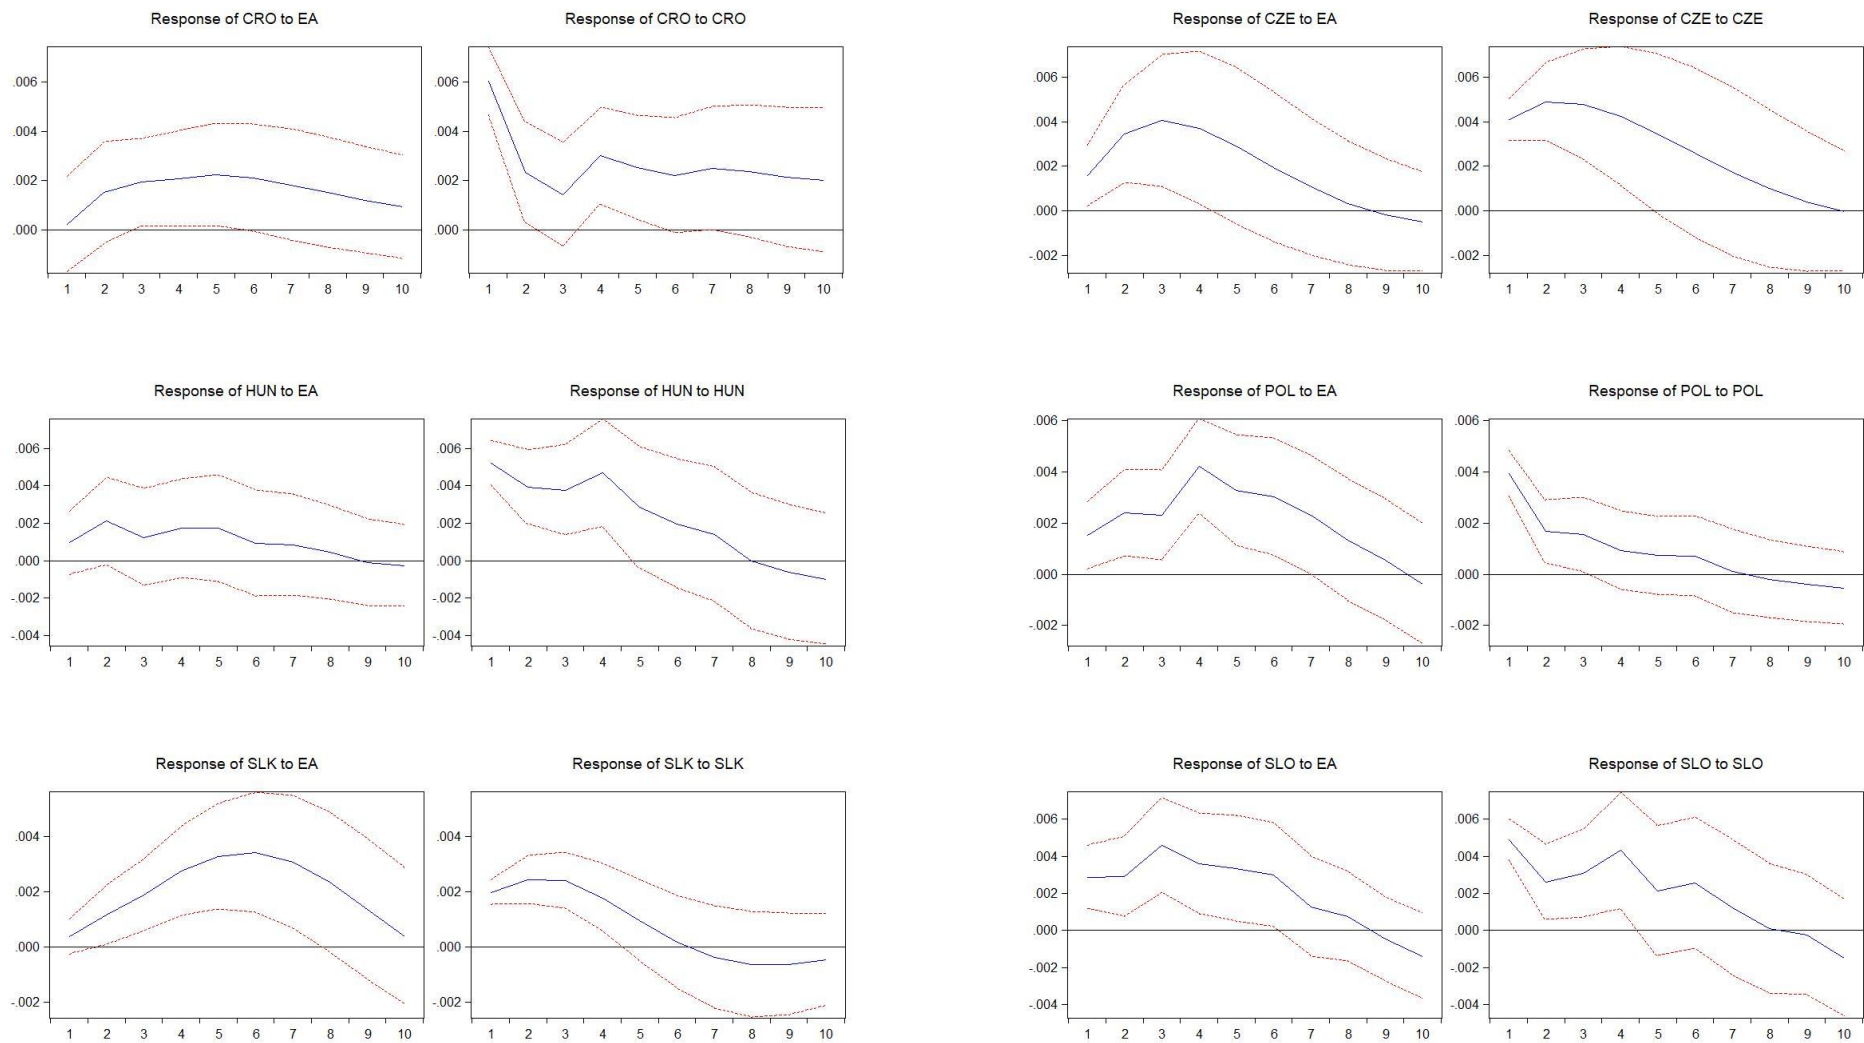 Response of CRO to EA
Response of CRO to CRO
.006
.004
.002
.000
1 2 3 4 5 6 7 8 9 10
.006
.004
.002
.000
1 2 3 4 5 6 7 8 9 10
Response of CZE to EA
Response of CZE to CZE
.006
.004
.002
.000
-.002
1 2 3 4 5 6 7 8 9 10
.006
.004
.002
.000
-.002
1 2 3 4 5 6 7 8 9 10
Response of HUN to EA
Response of HUN to HUN
.006
.004
.002
.000
-.002
-.004
1 2 3 4 5 6 7 8 9 10
.006
.004
.002
.000
-.002
-.004
1 2 3 4 5 6 7 8 9 10
Response of POL to EA
Response of POL to POL
.006
.004
.002
.000
-.002
1 2 3 4 5 6 7 8 9 10
.006
.004
.002
.000
-.002
1 2 3 4 5 6 7 8 9 10
Response of SLK to EA
Response of SLK to SLK
.004
.002
.000
-.002
1 2 3 4 5 6 7 8 9 10
.004
.002
.000
-.002
1 2 3 4 5 6 7 8 9 10
Response of SLO to EA
Response of SLO to SLO
.006
.004
.002
.000
-.002
-.004
1 2 3 4 5 6 7 8 9 10
.006
.004
.002
.000
-.002
-.004
1 2 3 4 5 6 7 8 9 10